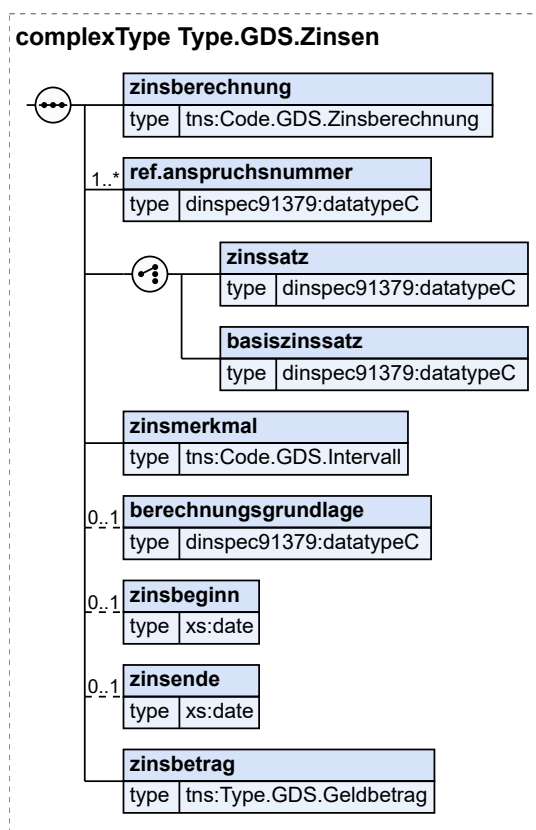 complexType Type.GDS.Zinsen
zinsberechnung
type tns:Code.GDS.Zinsberechnung
1..* ref.anspruchsnummer
type dinspec91379:datatypeC
zinssatz
type dinspec91379:datatypeC
basiszinssatz
type dinspec91379:datatypeC
zinsmerkmal
type tns:Code.GDS.Intervall
0..1 berechnungsgrundlage
type dinspec91379:datatypeC
0..1 zinsbeginn
type xs:date
0..1 zinsende
type xs:date
zinsbetrag
type tns:Type.GDS.Geldbetrag